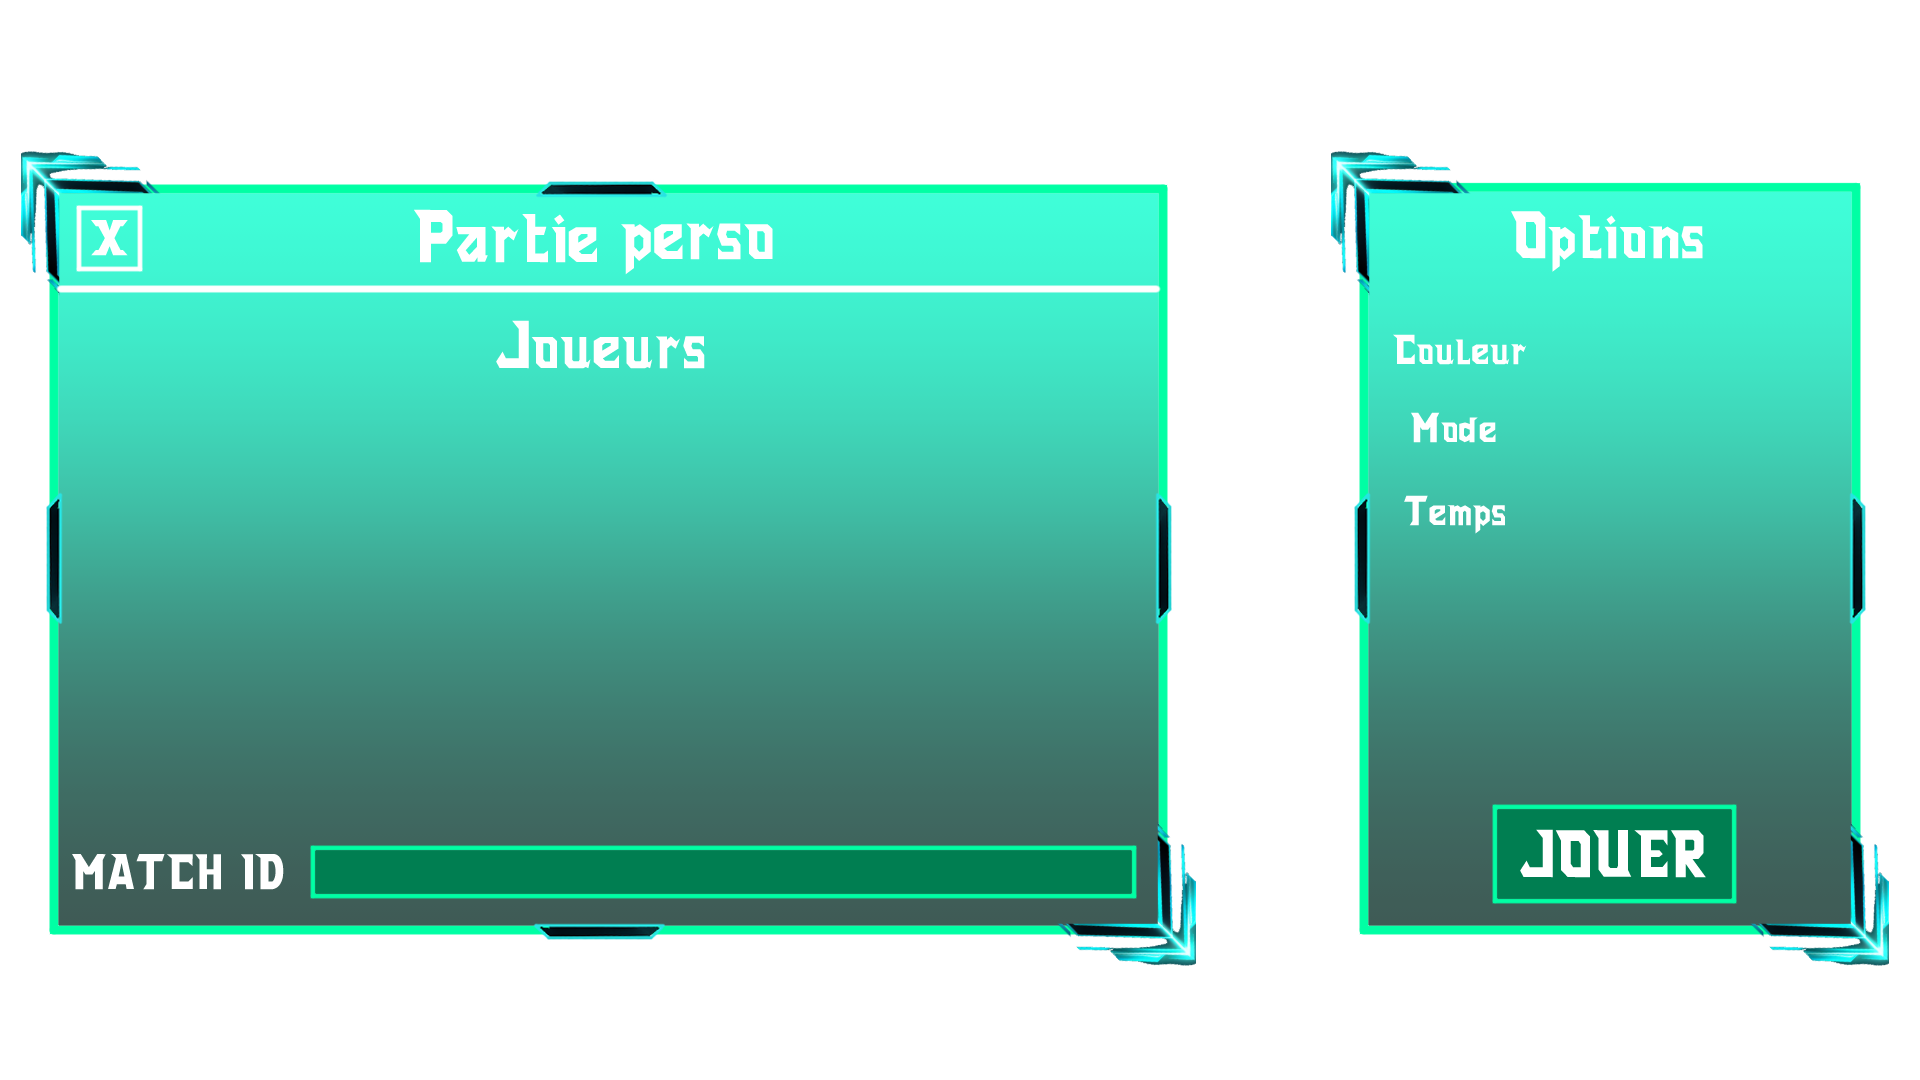 X
Partie perso
Joueurs
MATCH ID
Options
Couleur
Mode
Temps
JOUER